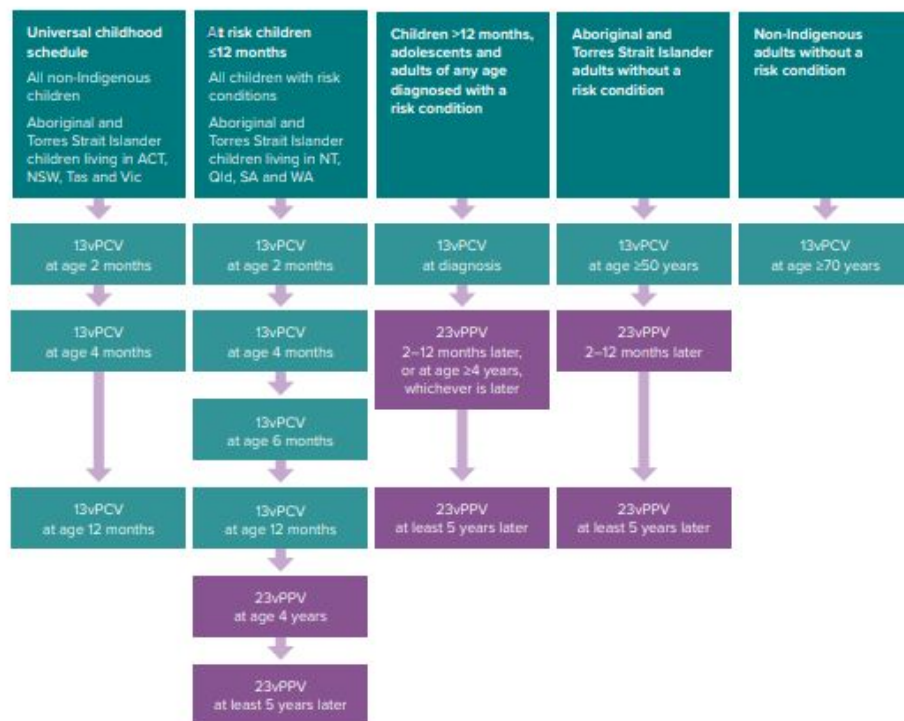 Universal childhood
schedule
All non-Indigenous
children
Aboriginal and
Torres Strait Islander
children living in ACT,
NSW, Tas and Vic
At risk children
≤12 months
All children with risk
conditions
Aboriginal and
Torres Strait Islander
children living in NT,
Qld, SA and WA
Children >12 months,
adolescents and
adults of any age
diagnosed with a
risk condition
Aboriginal and
Torres Strait Islander
adults without a
risk condition
Non-Indigenous
adults without a
risk condition
13vPCV
at age 2 months
13vPCV
at age 2 months
13vPCV
at diagnosis
13vPCV
at age ≥50 years
13vPCV
at age ≥70 years
13vPCV
at age 4 months
13vPCV
at age 4 months
23vPPV
2–12 months later,
or at age ≥4 years,
whichever is later
23vPPV
2–12 months later
13vPCV
at age 6 months
13vPCV
at age 12 months
13vPCV
at age 12 months
23vPPV
at least 5 years later
23vPPV
at least 5 years later
23vPPV
at age 4 years
23vPPV
at least 5 years later